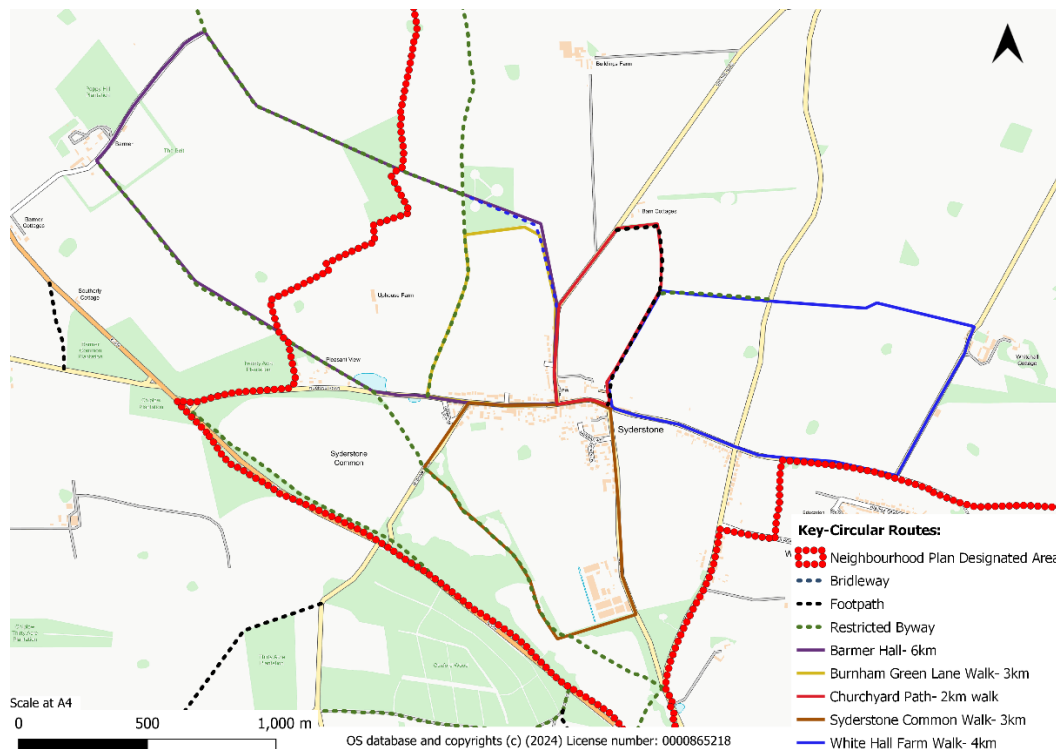 Buildings Farm
Barmer
Barn Cottages
Barmer
Cottages
Southerly
Cottage
Uphouse Farm
Pleasant View
Whitehall
Cottage
Syderstone
Syderstone
Common
Key-Circular Routes:
Neighbourhood Plan Designated Area
Bridleway
Footpath
Restricted Byway
Barmer Hall- 6km
Burnham Green Lane Walk- 3km
Churchyard Path- 2km walk
Syderstone Common Walk- 3km
White Hall Farm Walk- 4km
Scale at A4
0 500 1,000 m
OS database and copyrights (c) (2024) License number: 0000865218